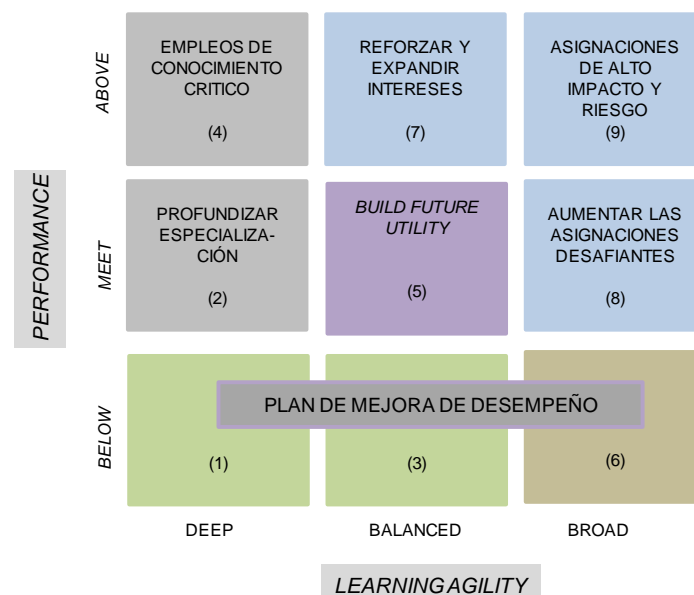 ABOVE
EMPLEOS DE
CONOCIMIENTO
CRITICO
(4)
REFORZAR Y
EXPANDIR
INTERESES
(7)
ASIGNACIONES
DE ALTO
IMPACTO Y
RIESGO
(9)
PERFORMANCE
MEET
PROFUNDIZAR
ESPECIALIZA-
CIÓN
(2)
BUILD FUTURE
UTILITY
(5)
AUMENTAR LAS
ASIGNACIONES
DESAFIANTES
(8)
BELOW
PLAN DE MEJORA DE DESEMPEÑO
(1)
(3)
(6)
DEEP
BALANCED
BROAD
LEARNING AGILITY